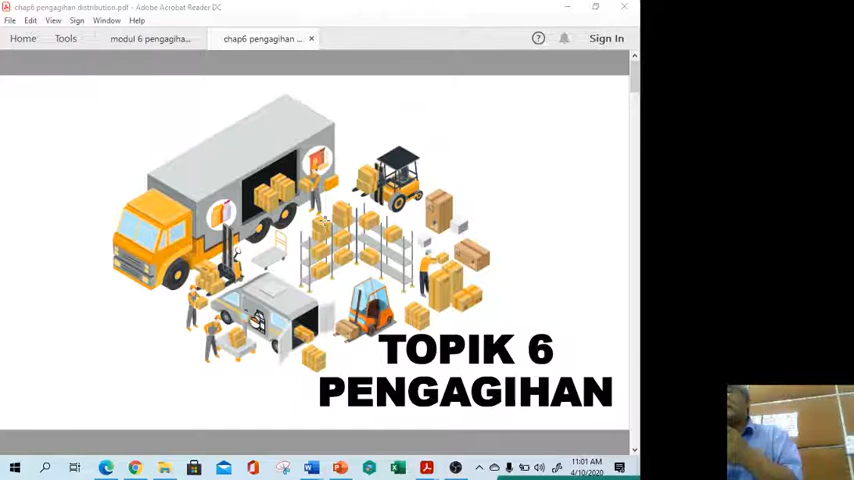 chap6 pengagihan distribution.pdf - Adobe Acrobat Reader DC
File Edit View Sign Window Help
Home Tools modul 6 pengagiha... chap6 pengagihan ... × Sign In
TOPIK 6
PENGAGIHAN
11:01 AM
4/10/2020